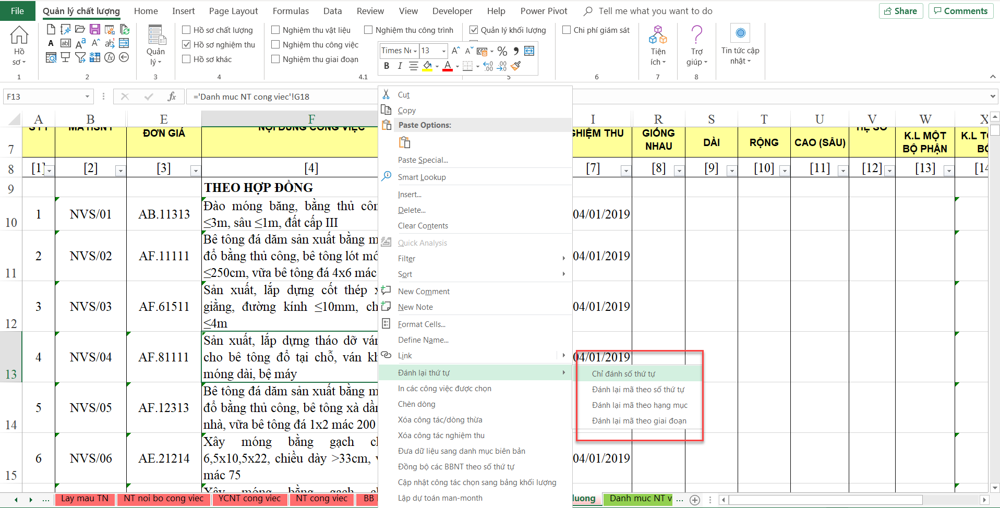 File Quản lý chất lượng Home Insert Page Layout Formulas Data Review View Developer Help Power Pivot Tell me what you want to do Share Comments
Hồ sơ
1
2
Quản lý
3
Hồ sơ chất lượng
Hồ sơ nghiệm thu
Hồ sơ khác
4
Nghiệm thu vật liệu
Nghiệm thu công việc
Nghiệm thu giai đoạn
Nghiệm thu công trình
4.1
Quản lý khối lượng
5
Chi phí giám sát
6
Tiện ích
7
Trợ giúp
8
Tin tức cập nhật
Times Ne 13
B I A
F13 fx ='Danh muc NT cong viec'!G18
A B E F I R S T U V W X
7 ĐƠN GIÁ NỘI DUNG CÔNG VIỆC GHIỆM THU GIỐNG NHAU DÀI RỘNG CAO (SÂU) HỆ SỐ K.L MỘT BỘ PHẬN
8 [1] [2] [3] [4] [7] [8] [9] [10] [11] [12] [13] [14
9 THEO HỢP ĐỒNG
10 1 NVS/01 AB.11313 Đào móng băng, bằng thủ côn 04/01/2019
≤3m, sâu ≤1m, đất cấp III
11 2 NVS/02 AF.11111 Bê tông đá dăm sản xuất bằng m 04/01/2019
đổ bằng thủ công, bê tông lót mó
≤250cm, vữa bê tông đá 4x6 mác
12 3 NVS/03 AF.61511 Sản xuất, lắp dựng cốt thép x 04/01/2019
giằng, đường kính ≤10mm, ch
≤4m
13 4 NVS/04 AF.81111 Sản xuất, lắp dựng tháo dỡ ván 04/01/2019
cho bê tông đổ tại chỗ, ván kh
móng dài, bệ máy
14 5 NVS/05 AF.12313 Bê tông đá dăm sản xuất bằng m
đổ bằng thủ công, bê tông xà dầ
nhà, vữa bê tông đá 1x2 mác 200
15 6 NVS/06 AE.21214 Xây móng bằng gạch ch 04/01/2019
6,5x10,5x22, chiều dày >33cm, v
mác 75
Xây móng bằng gạch ch
Cut
Copy
Paste Options:
Paste Special...
Smart Lookup
Insert...
Delete...
Clear Contents
Quick Analysis
Filter
Sort
New Comment
New Note
Format Cells...
Define Name...
Link
Đánh lại thứ tự
In các công việc được chọn
Chèn dòng
Xóa công tác/dòng thừa
Xóa công tác nghiệm thu
Đưa dữ liệu sang danh mục biên bản
Đồng bộ các BBNT theo số thứ tự
Cập nhật công tác chọn sang bảng khối lượng
Lập dự toán man-month
Chỉ đánh số thứ tự
Đánh lại mã theo số thứ tự
Đánh lại mã theo hạng mục
Đánh lại mã theo giai đoạn
... Lay mau TN NT noi bo cong viec YCNT cong viec NT cong viec BB luong Danh muc NT v ...